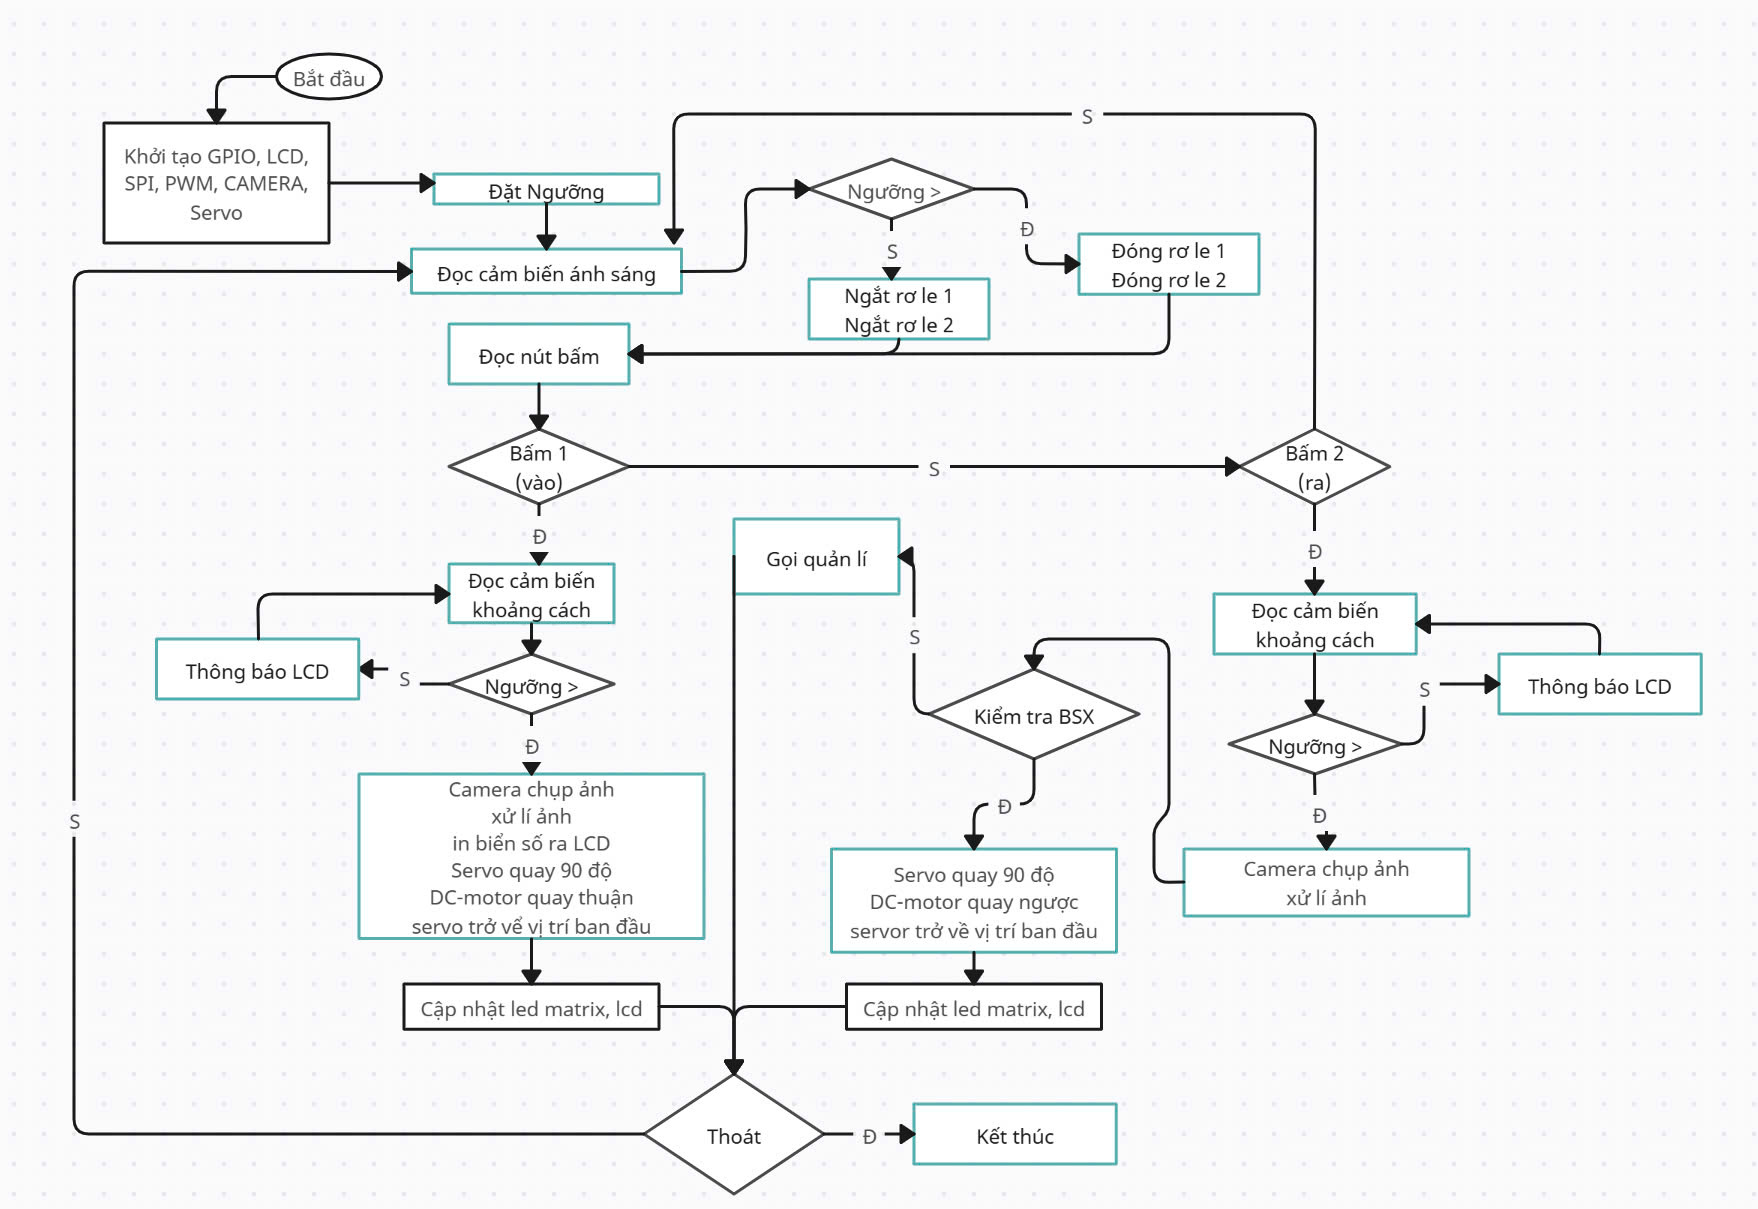 Bắt đầu
Khởi tạo GPIO, LCD,
SPI, PWM, CAMERA,
Servo
Đặt Ngưỡng
Đọc cảm biến ánh sáng
Ngưỡng >
S
Đ
S
Đóng rơ le 1
Đóng rơ le 2
Ngắt rơ le 1
Ngắt rơ le 2
Đọc nút bấm
Bấm 1
(vào)
S
Bấm 2
(ra)
Đ
Đọc cảm biến
khoảng cách
Ngưỡng >
S
Thông báo LCD
Đ
Camera chụp ảnh
xử lí ảnh
in biển số ra LCD
Servo quay 90 độ
DC-motor quay thuận
servo trở vể vị trí ban đầu
Cập nhật led matrix, lcd
Đ
Đọc cảm biến
khoảng cách
Ngưỡng >
S
Thông báo LCD
Đ
Camera chụp ảnh
xử lí ảnh
Kiểm tra BSX
S
Gọi quản lí
Đ
Servo quay 90 độ
DC-motor quay ngược
servor trở về vị trí ban đầu
Cập nhật led matrix, lcd
Thoát
S
Đ
Kết thúc